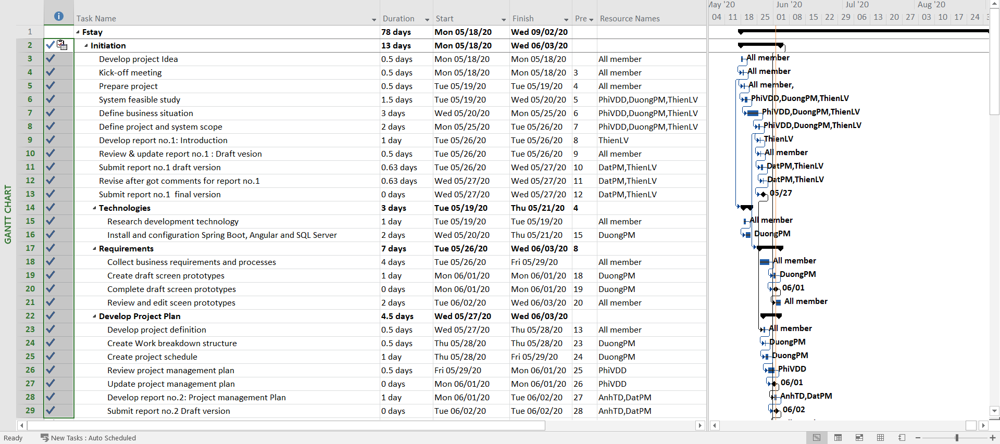 May '20 Jun '20 Jul '20 Aug '20
Task Name Duration Start Finish Pre Resource Names 04 11 18 25 01 08 15 22 29 06 13 20 27 03 10 17 24
1 Fstay 78 days Mon 05/18/20 Wed 09/02/20
2 Initiation 13 days Mon 05/18/20 Wed 06/03/20
3 Develop project Idea 0.5 days Mon 05/18/20 Mon 05/18/20 All member All member
4 Kick-off meeting 0.5 days Mon 05/18/20 Mon 05/18/20 3 All member All member
5 Prepare project 0.5 days Tue 05/19/20 Tue 05/19/20 4 All member All member,
6 System feasible study 1.5 days Tue 05/19/20 Wed 05/20/20 5 PhiVDD,DuongPM,ThienLV PhiVDD,DuongPM,ThienLV
7 Define business situation 3 days Wed 05/20/20 Mon 05/25/20 6 PhiVDD,DuongPM,ThienLV PhiVDD,DuongPM,ThienLV
8 Define project and system scope 2 days Mon 05/25/20 Tue 05/26/20 7 PhiVDD,DuongPM,ThienLV PhiVDD,DuongPM,ThienLV
9 Develop report no.1: Introduction 1 day Tue 05/26/20 Tue 05/26/20 8 ThienLV ThienLV
10 Review & update report no.1 : Draft vesion 0.5 days Tue 05/26/20 Tue 05/26/20 9 All member All member
11 Submit report no.1 draft version 0.63 days Tue 05/26/20 Wed 05/27/20 10 DatPM,ThienLV DatPM,ThienLV
12 Revise after got comments for report no.1 0.63 days Wed 05/27/20 Wed 05/27/20 11 DatPM,ThienLV DatPM,ThienLV
13 Submit report no.1 final version 0 days Wed 05/27/20 Wed 05/27/20 12 DatPM,ThienLV 05/27
14 Technologies 3 days Tue 05/19/20 Thu 05/21/20 4
15 Research development technology 1 day Tue 05/19/20 Tue 05/19/20 All member All member
16 Install and configuration Spring Boot, Angular and SQL Server 2 days Wed 05/20/20 Thu 05/21/20 15 DuongPM DuongPM
17 Requirements 7 days Tue 05/26/20 Wed 06/03/20 8
18 Collect business requirements and processes 4 days Tue 05/26/20 Fri 05/29/20 All member All member
19 Create draft screen prototypes 1 day Mon 06/01/20 Mon 06/01/20 18 DuongPM DuongPM
20 Complete draft screen prototypes 0 days Mon 06/01/20 Mon 06/01/20 19 DuongPM 06/01
21 Review and edit sceen prototypes 2 days Tue 06/02/20 Wed 06/03/20 20 All member All member
22 Develop Project Plan 4.5 days Wed 05/27/20 Wed 06/03/20
23 Develop project definition 0.5 days Wed 05/27/20 Thu 05/28/20 13 All member All member
24 Create Work breakdown structure 0.5 days Thu 05/28/20 Thu 05/28/20 23 DuongPM DuongPM
25 Create project schedule 1 day Thu 05/28/20 Fri 05/29/20 24 DuongPM DuongPM
26 Review project management plan 0.5 days Fri 05/29/20 Mon 06/01/20 25 PhiVDD PhiVDD
27 Update project management plan 0 days Mon 06/01/20 Mon 06/01/20 26 PhiVDD 06/01
28 Develop report no.2: Project management Plan 1 day Mon 06/01/20 Tue 06/02/20 27 AnhTD,DatPM AnhTD,DatPM
29 Submit report no.2 Draft version 0 days Tue 06/02/20 Tue 06/02/20 28 AnhTD,DatPM 06/02
GANTT CHART
Ready New Tasks : Auto Scheduled